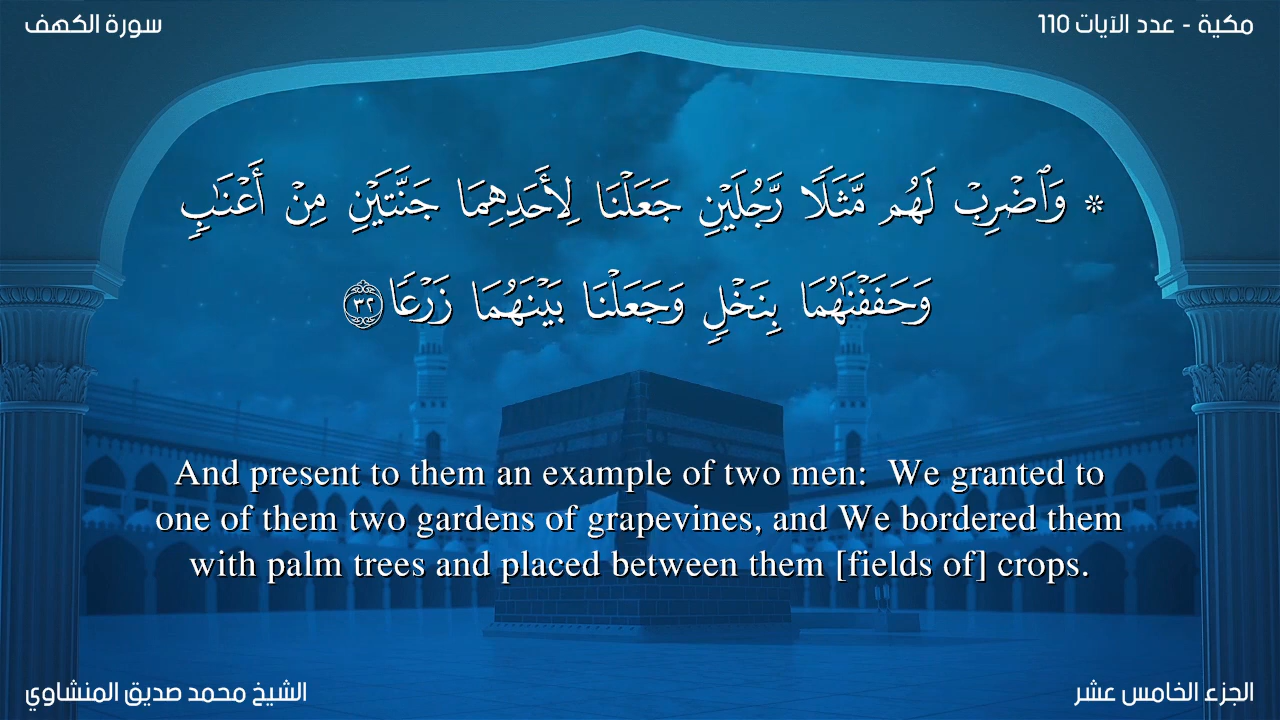 سورة الكهف
مكية - عدد الآيات 110
* وَٱضْرِبْ لَهُم مَّثَلًا رَّجُلَيْنِ جَعَلْنَا لِأَحَدِهِمَا جَنَّتَيْنِ مِنْ أَعْنَٰبٍ
وَحَفَفْنَٰهُمَا بِنَخْلٍ وَجَعَلْنَا بَيْنَهُمَا زَرْعًا ٣٢
And present to them an example of two men:  We granted to
one of them two gardens of grapevines, and We bordered them
with palm trees and placed between them [fields of] crops.
الشيخ محمد صديق المنشاوي
الجزء الخامس عشر